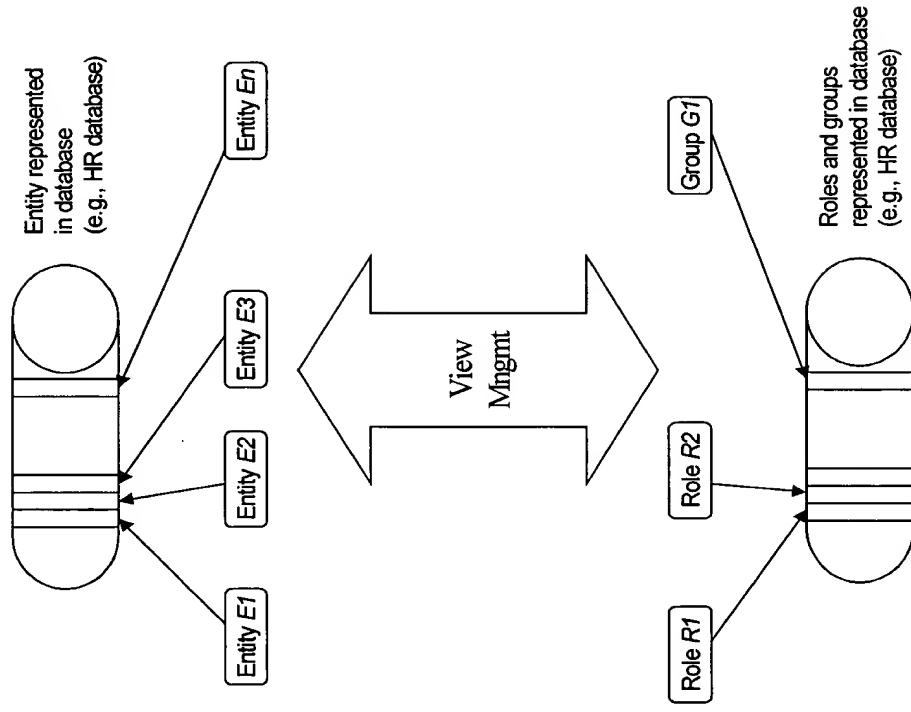 Entity represented
in database
(e.g., HR database)
Entity E1
Entity E2
Entity E3
Entity En
View
Mngmt
Role R1
Role R2
Group G1
Roles and groups
represented in database
(e.g., HR database)